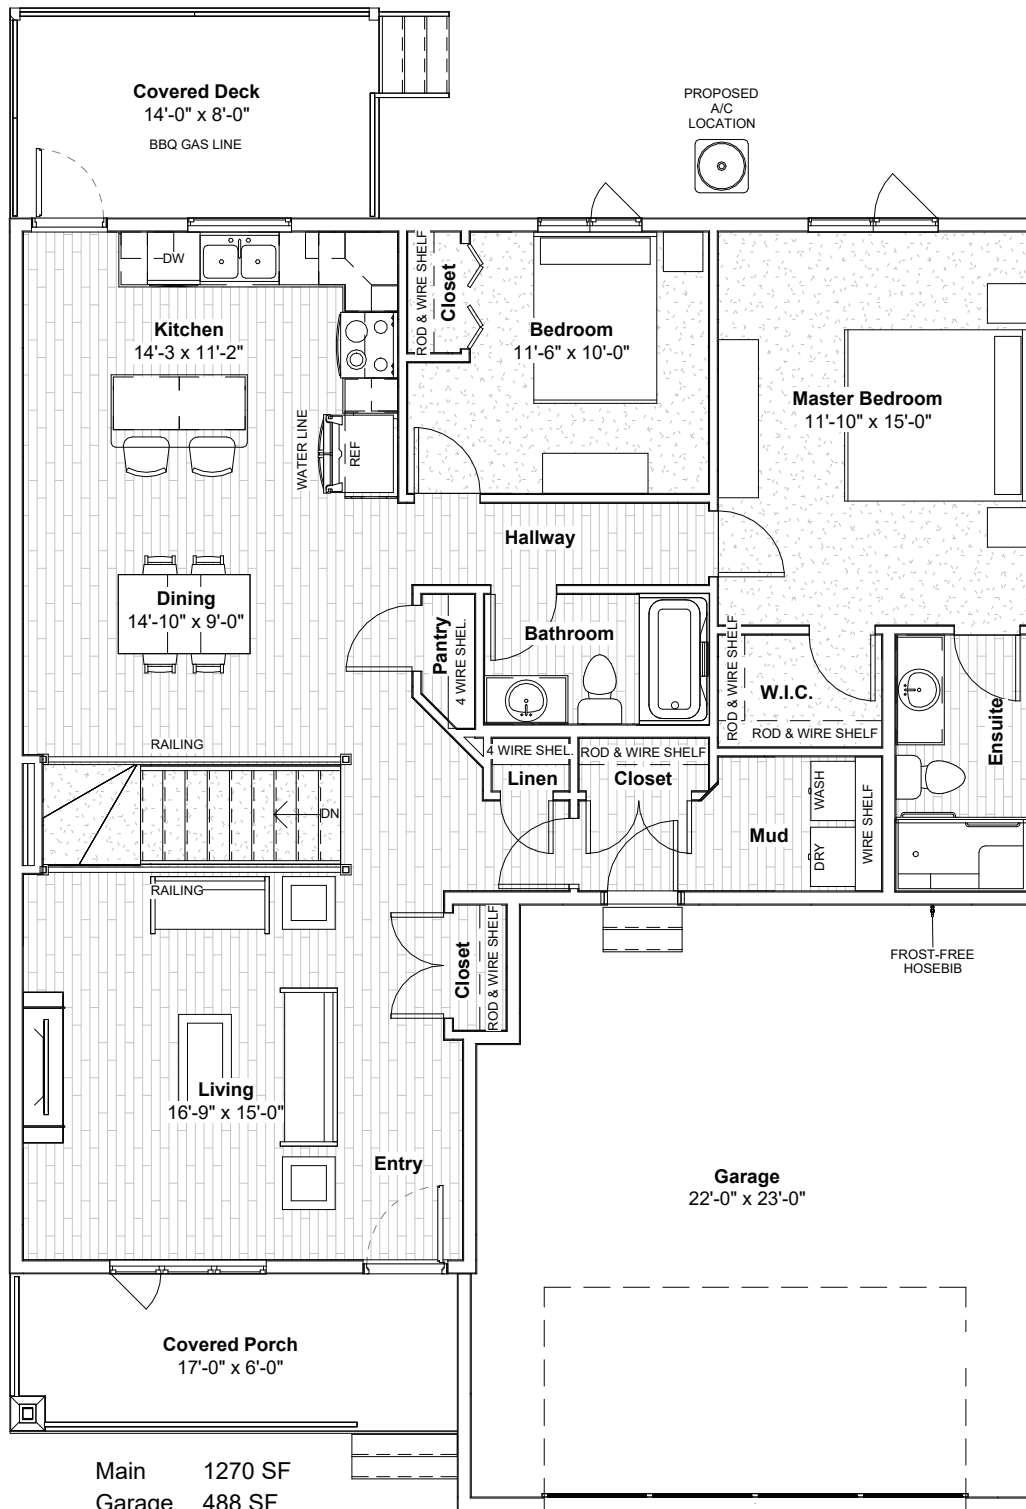 Covered Deck
14'-0" x 8'-0"
BBQ GAS LINE
PROPOSED
A/C
LOCATION
DW
Kitchen
14'-3 x 11'-2"
WATER LINE
REF
ROD & WIRE SHELF
Closet
Bedroom
11'-6" x 10'-0"
Master Bedroom
11'-10" x 15'-0"
Hallway
Dining
14'-10" x 9'-0"
Pantry
4 WIRE SHEL.
Bathroom
ROD & WIRE SHELF
W.I.C.
ROD & WIRE SHELF
Ensuite
RAILING
4 WIRE SHEL.
Linen
ROD & WIRE SHELF
Closet
DN
Mud
WASH
DRY
WIRE SHELF
RAILING
Closet
ROD & WIRE SHELF
FROST-FREE
HOSEBIB
Living
16'-9" x 15'-0"
Entry
Garage
22'-0" x 23'-0"
Covered Porch
17'-0" x 6'-0"
Main 1270 SF
Garage 488 SF